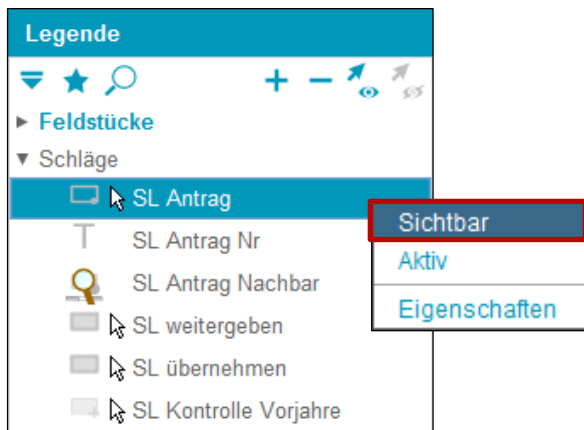 Legende
Feldstücke
Schläge
SL Antrag
SL Antrag Nr
SL Antrag Nachbar
SL weitergeben
SL übernehmen
SL Kontrolle Vorjahre
Sichtbar
Aktiv
Eigenschaften